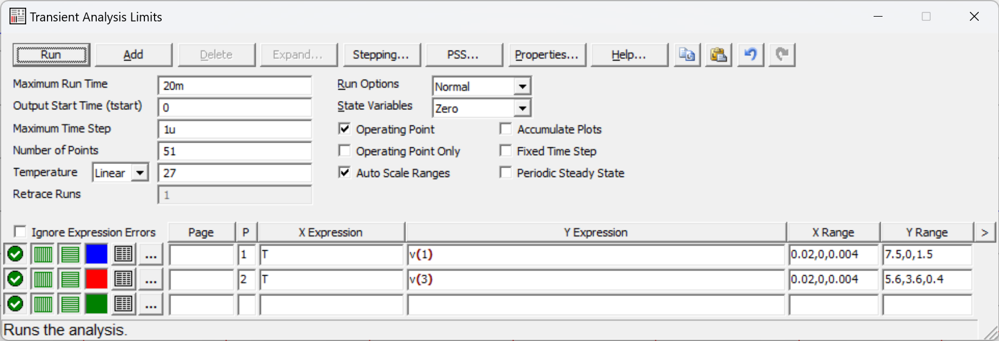 Transient Analysis Limits
Run Add Delete Expand... Stepping... PSS... Properties... Help...
Maximum Run Time 20m Run Options Normal
Output Start Time (tstart) 0 State Variables Zero
Maximum Time Step 1u Operating Point Accumulate Plots
Number of Points 51 Operating Point Only Fixed Time Step
Temperature Linear 27 Auto Scale Ranges Periodic Steady State
Retrace Runs 1
Ignore Expression Errors Page P X Expression Y Expression X Range Y Range >
... 1 T v(1) 0.02,0,0.004 7.5,0,1.5
... 2 T v(3) 0.02,0,0.004 5.6,3.6,0.4
...
Runs the analysis.